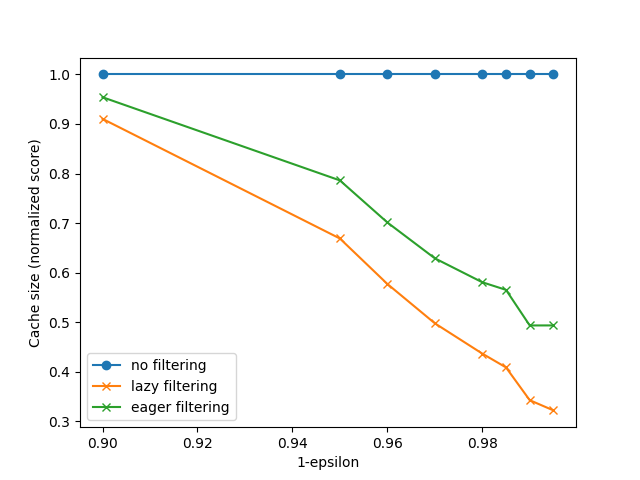 1.0
0.9
0.8
0.7
0.6
0.5
0.4
0.3
Cache size (normalized score)
no filtering
lazy filtering
eager filtering
0.90 0.92 0.94 0.96 0.98
1-epsilon